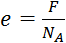 e = F / N_A